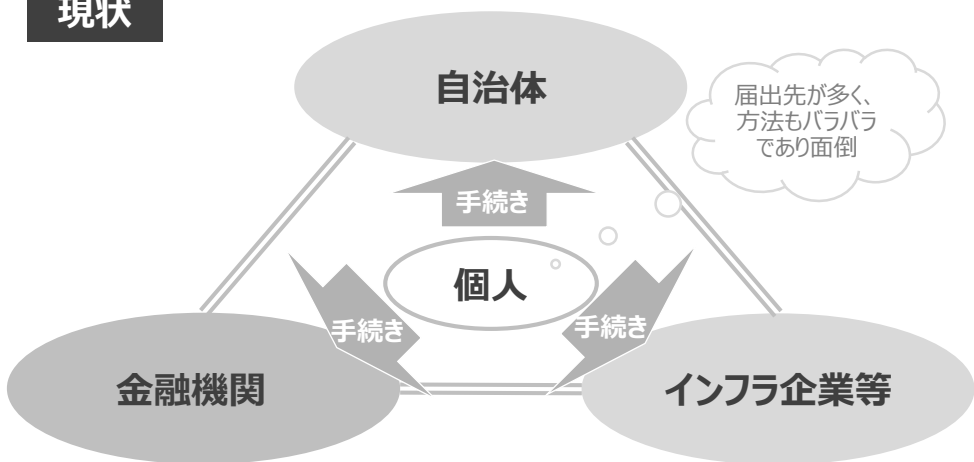 現状
自治体
届出先が多く、
方法もバラバラ
であり面倒
手続き
個人
手続き
手続き
金融機関
インフラ企業等